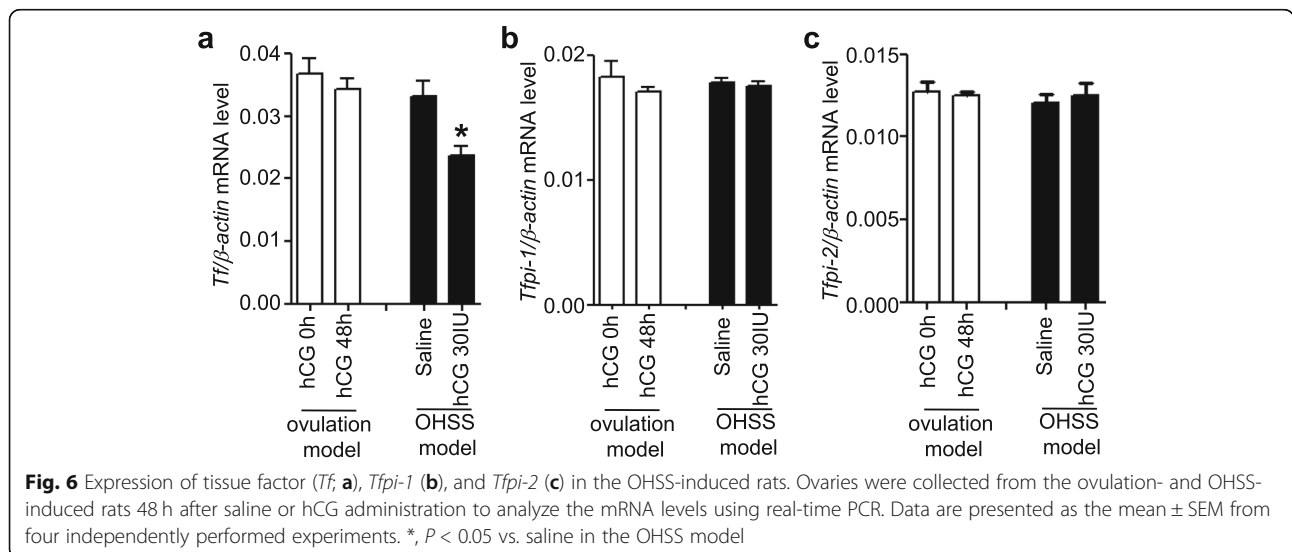 a
0.04
0.03
0.02
0.01
0.00
Tf/β-actin mRNA level
*
hCG 0h
hCG 48h
Saline
hCG 30IU
ovulation
model
OHSS
model
b
0.02
0.01
0.00
Tfpi-1/β-actin mRNA level
hCG 0h
hCG 48h
Saline
hCG 30IU
ovulation
model
OHSS
model
c
0.015
0.010
0.005
0.000
Tfpi-2/β-actin mRNA level
hCG 0h
hCG 48h
Saline
hCG 30IU
ovulation
model
OHSS
model
Fig. 6 Expression of tissue factor (Tf; a), Tfpi-1 (b), and Tfpi-2 (c) in the OHSS-induced rats. Ovaries were collected from the ovulation- and OHSS-
induced rats 48 h after saline or hCG administration to analyze the mRNA levels using real-time PCR. Data are presented as the mean ± SEM from
four independently performed experiments. *, P < 0.05 vs. saline in the OHSS model